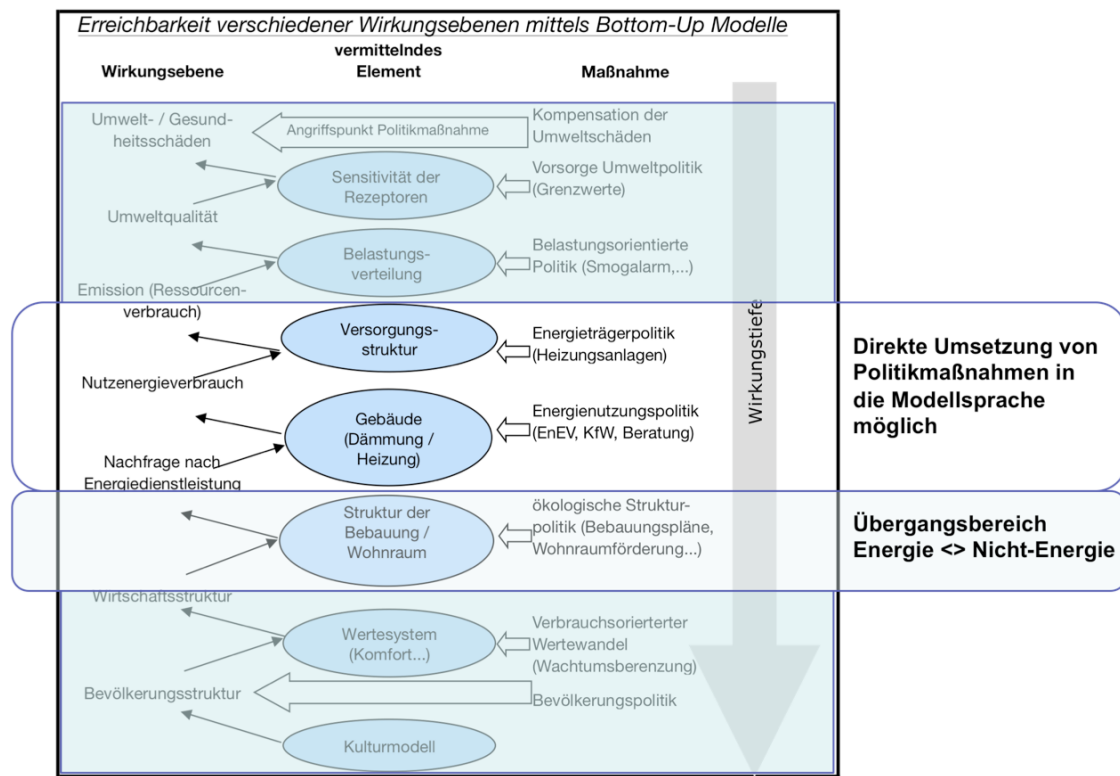 Erreichbarkeit verschiedener Wirkungsebenen mittels Bottom-Up Modelle
Wirkungsebene
vermittelndes
Element
Maßnahme
Umwelt- / Gesund-
heitsschäden
Angriffspunkt Politikmaßnahme
Kompensation der
Umweltschäden
Sensitivität der
Rezeptoren
Vorsorge Umweltpolitik
(Grenzwerte)
Umweltqualität
Belastungs-
verteilung
Belastungsorientierte
Politik (Smogalarm,...)
Emission (Ressourcen-
verbrauch)
Versorgungs-
struktur
Energieträgerpolitik
(Heizungsanlagen)
Nutzenergieverbrauch
Gebäude
(Dämmung /
Heizung)
Energienutzungspolitik
(EnEV, KfW, Beratung)
Nachfrage nach
Energiedienstleistung
Struktur der
Bebauung /
Wohnraum
ökologische Struktur-
politik (Bebauungspläne,
Wohnraumförderung...)
Wirtschaftsstruktur
Wertesystem
(Komfort...)
Verbrauchsorierterter
Wertewandel
(Wachtumsberenzung)
Bevölkerungsstruktur
Bevölkerungspolitik
Kulturmodell
Wirkungstiefe
Direkte Umsetzung von
Politikmaßnahmen in
die Modellsprache
möglich
Übergangsbereich
Energie <> Nicht-Energie